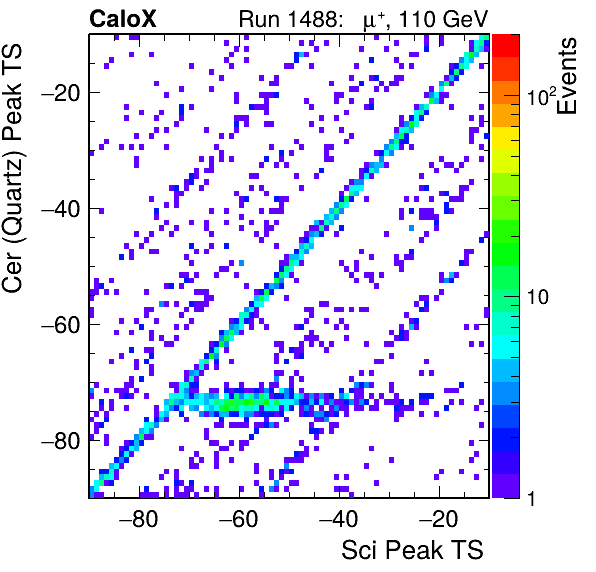 CaloX Run 1488: μ⁺, 110 GeV
Cer (Quartz) Peak TS
−20
−40
−60
−80
−80 −60 −40 −20
Sci Peak TS
Events
10²
10
1